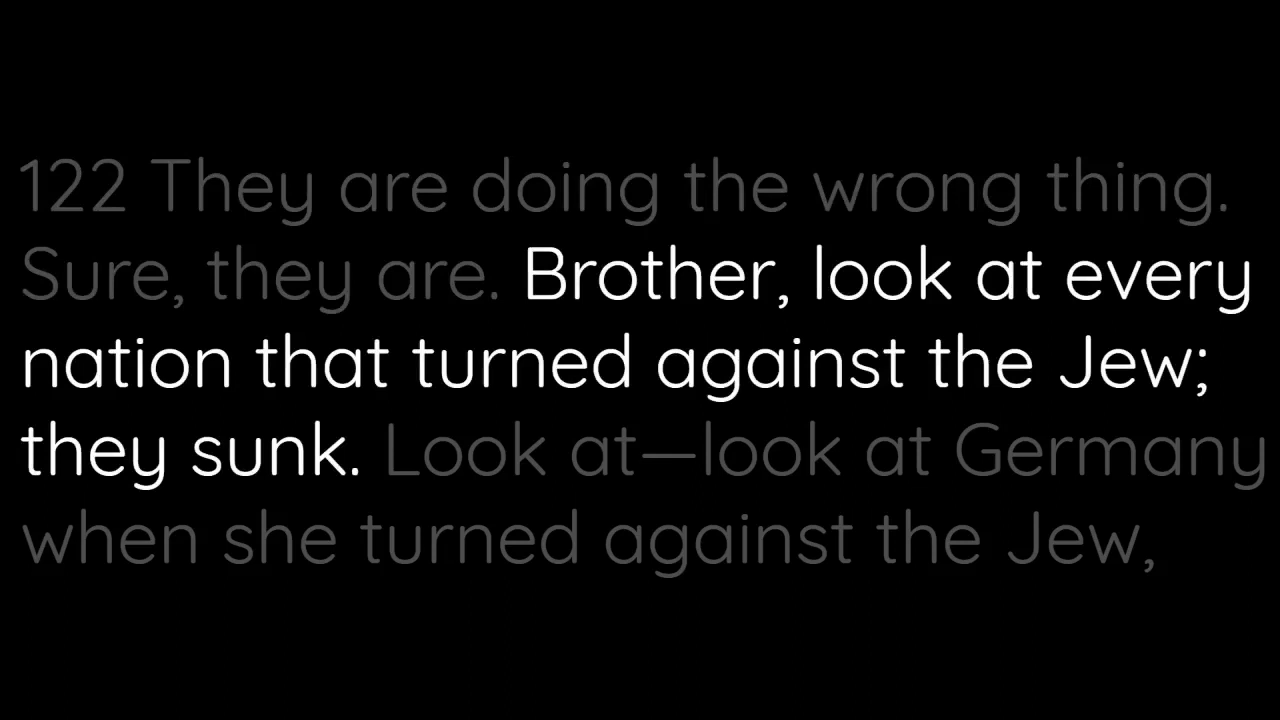 122 They are doing the wrong thing.
Sure, they are. Brother, look at every
nation that turned against the Jew;
they sunk. Look at—look at Germany
when she turned against the Jew,